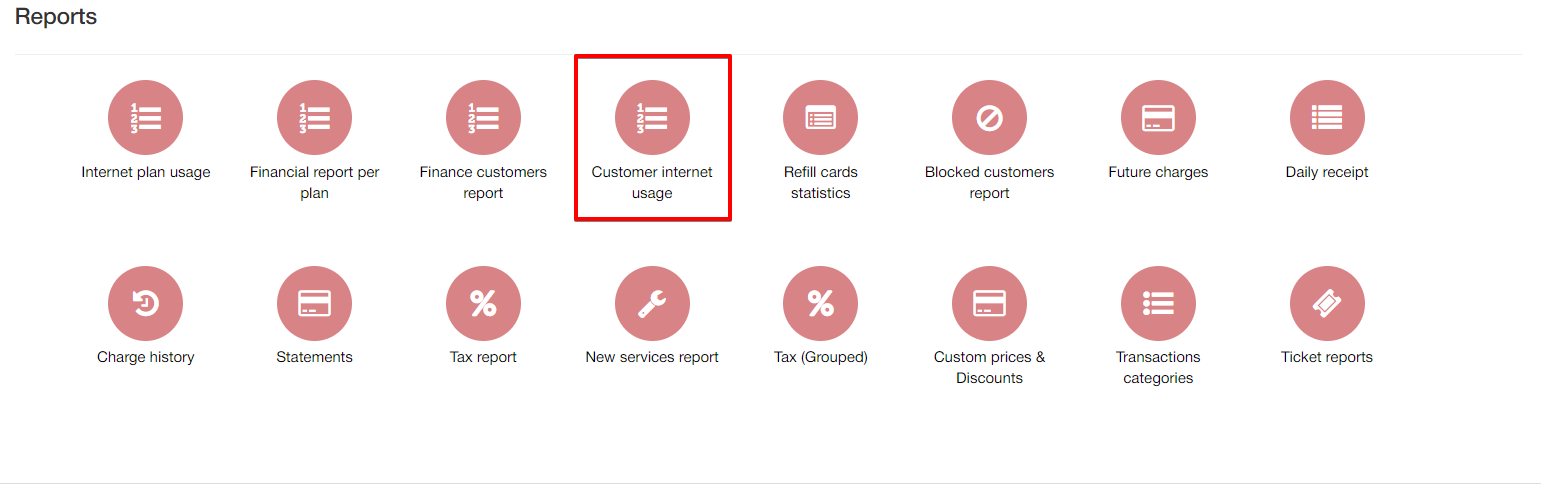 Reports
Internet plan usage
Financial report per
plan
Finance customers
report
Customer internet
usage
Refill cards
statistics
Blocked customers
report
Future charges
Daily receipt
Charge history
Statements
Tax report
New services report
Tax (Grouped)
Custom prices &
Discounts
Transactions
categories
Ticket reports